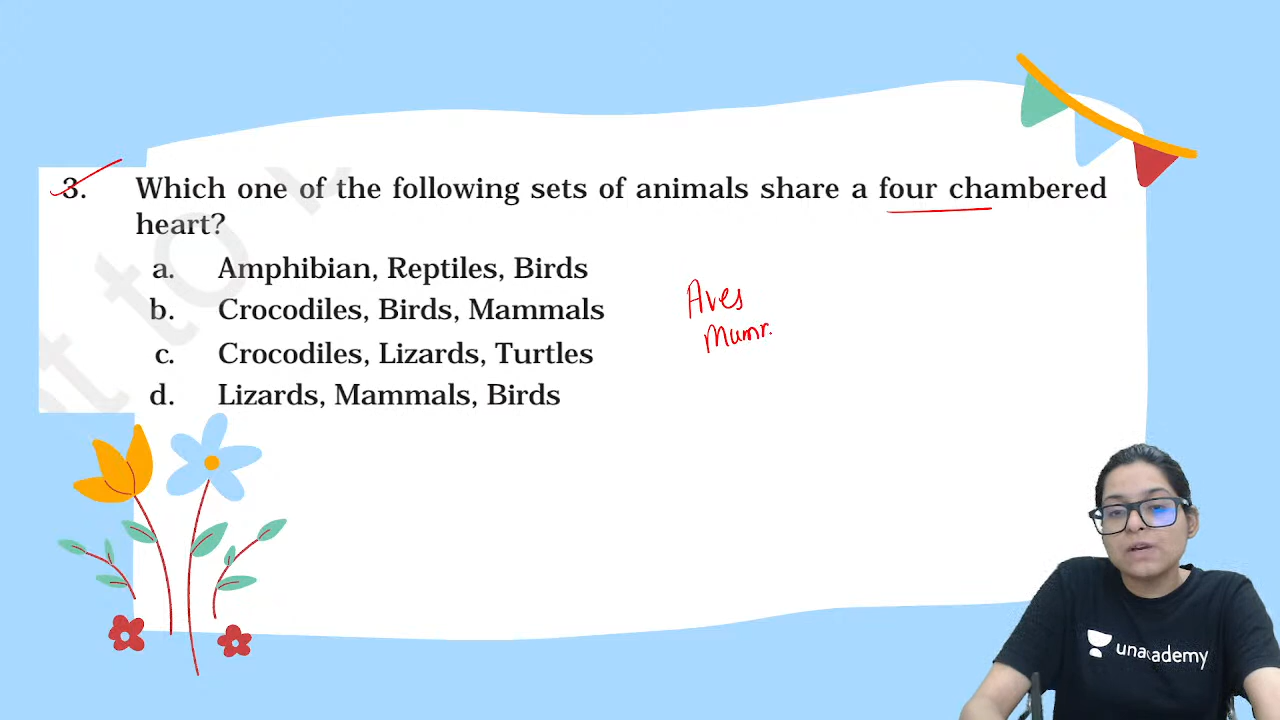 3. Which one of the following sets of animals share a four chambered
heart?
a. Amphibian, Reptiles, Birds
b. Crocodiles, Birds, Mammals
c. Crocodiles, Lizards, Turtles
d. Lizards, Mammals, Birds
Aves
unacademy